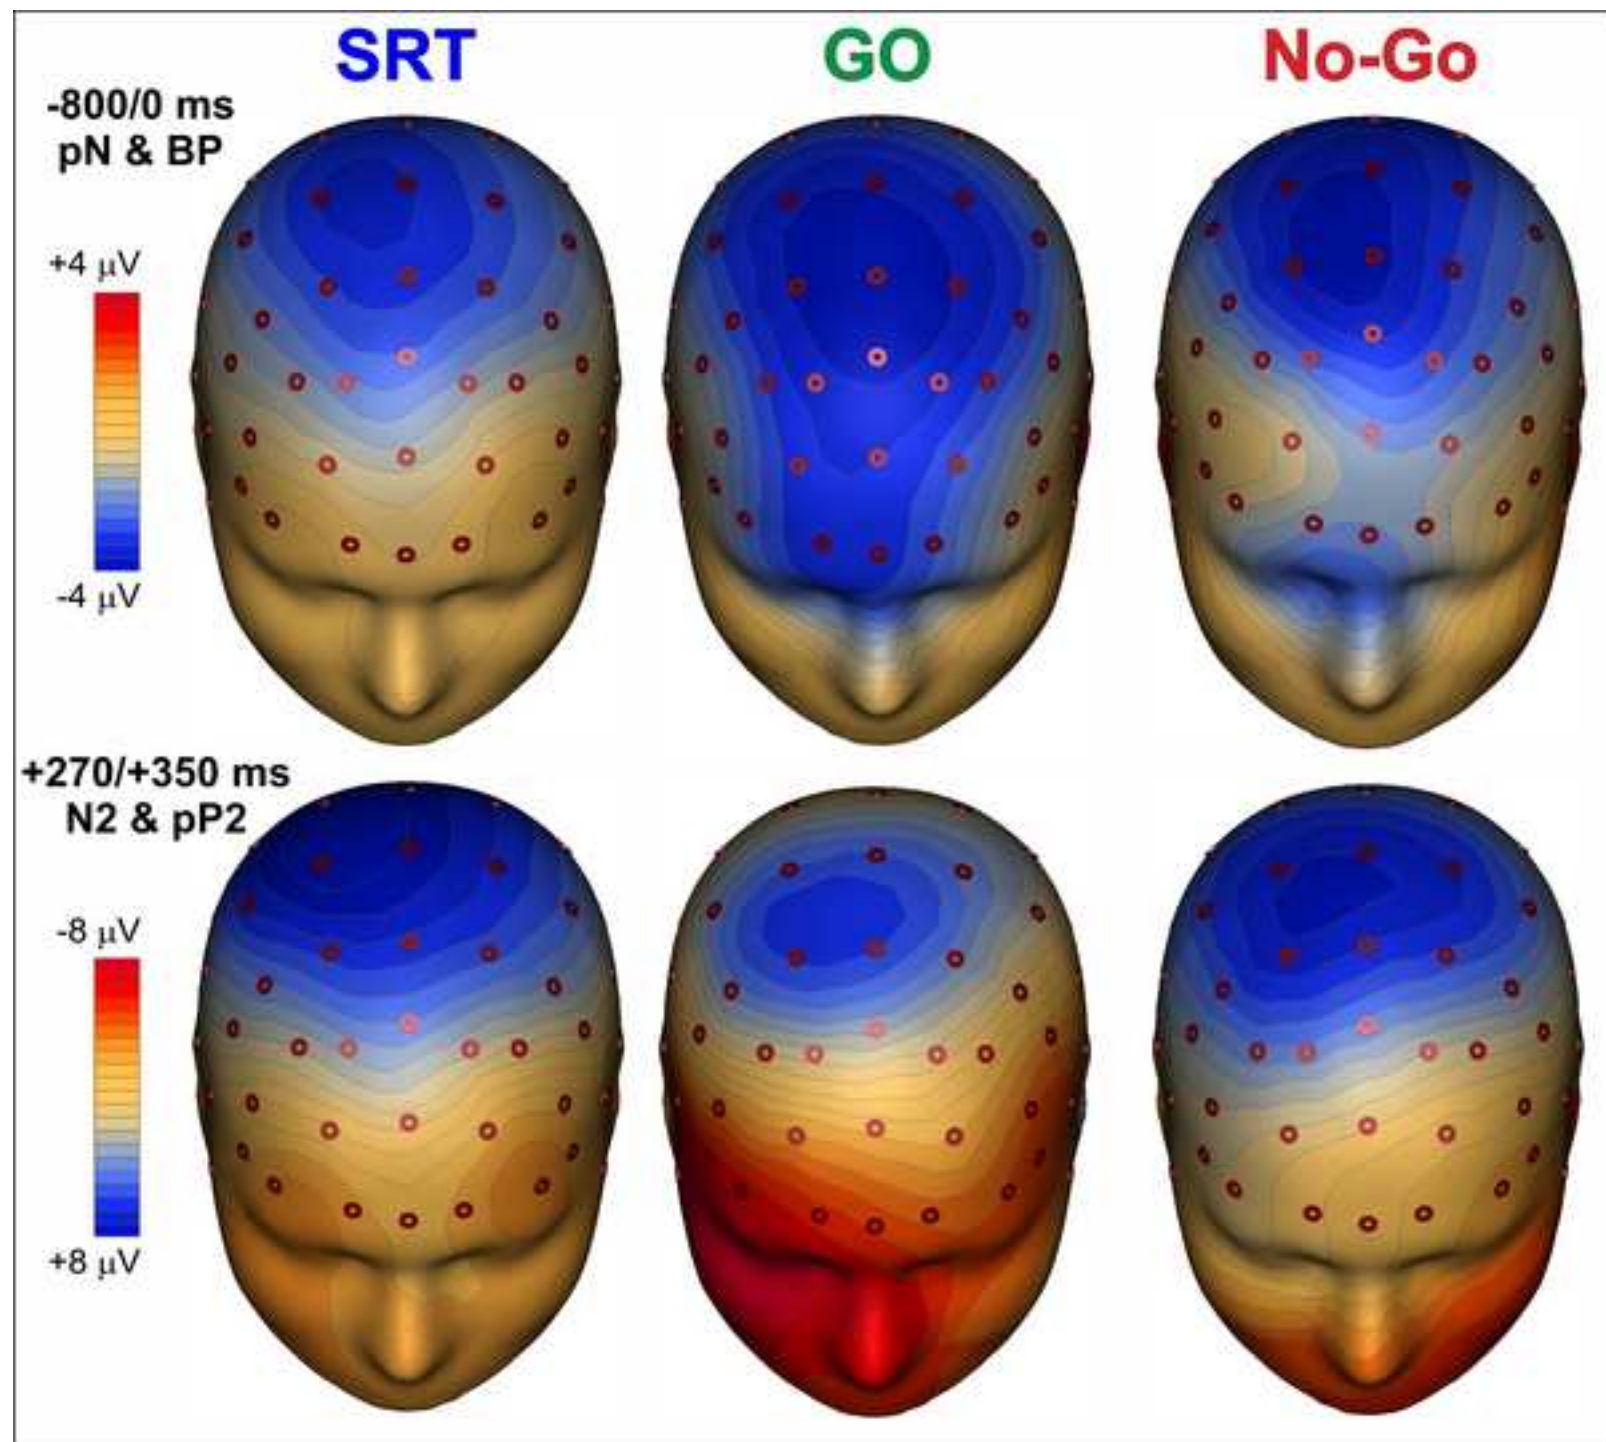 SRT
GO
No-Go
-800/0 ms
pN & BP
+4 μV
-4 μV
+270/+350 ms
N2 & pP2
-8 μV
+8 μV